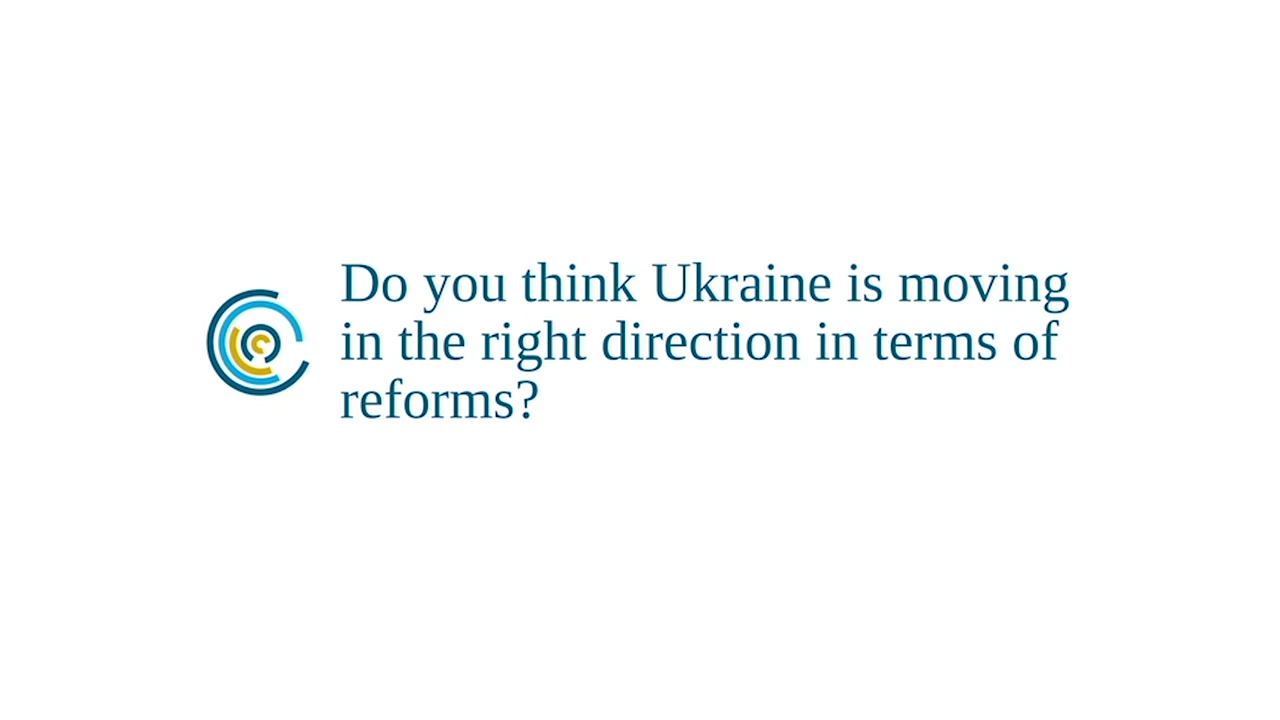 Do you think Ukraine is moving
in the right direction in terms of
reforms?